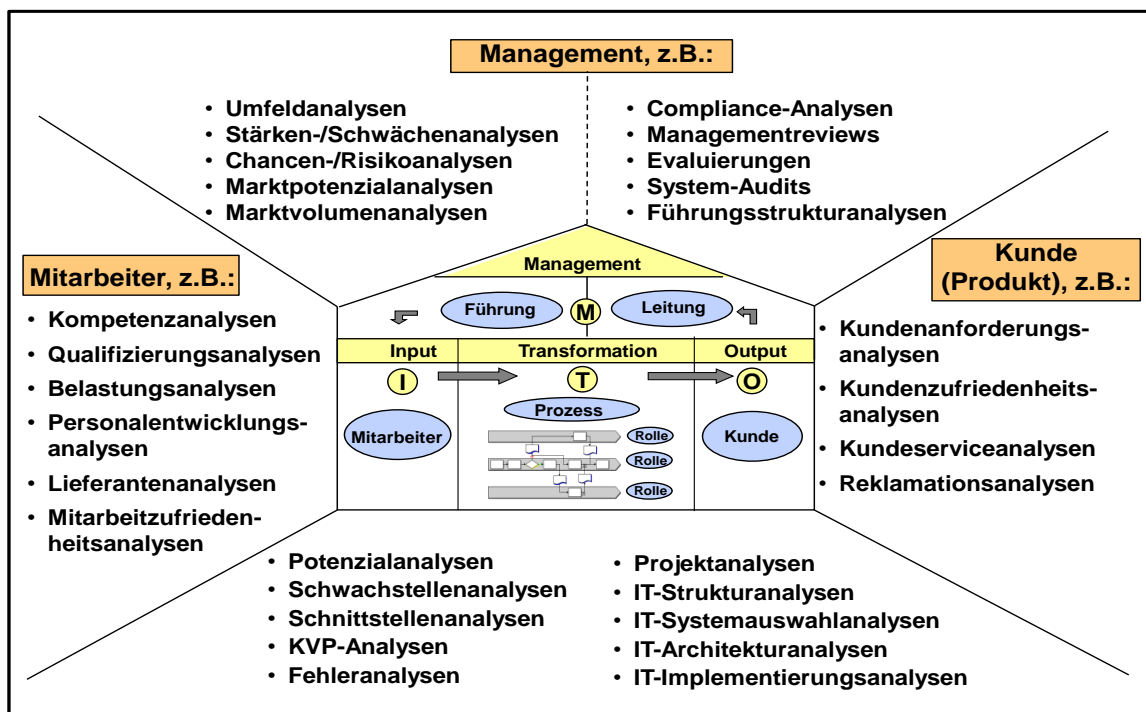 Management, z.B.:
• Umfeldanalysen
• Stärken-/Schwächenanalysen
• Chancen-/Risikoanalysen
• Marktpotenzialanalysen
• Marktvolumenanalysen
• Compliance-Analysen
• Managementreviews
• Evaluierungen
• System-Audits
• Führungsstrukturanalysen
Mitarbeiter, z.B.:
• Kompetenzanalysen
• Qualifizierungsanalysen
• Belastungsanalysen
• Personalentwicklungs-
analysen
• Lieferantenanalysen
• Mitarbeitzufrieden-
heitsanalysen
Management
Führung
M
Leitung
Input
Transformation
Output
I
T
O
Mitarbeiter
Prozess
Kunde
Rolle
Rolle
Rolle
Kunde
(Produkt), z.B.:
• Kundenanforderungs-
analysen
• Kundenzufriedenheits-
analysen
• Kundeserviceanalysen
• Reklamationsanalysen
• Potenzialanalysen
• Schwachstellenanalysen
• Schnittstellenanalysen
• KVP-Analysen
• Fehleranalysen
• Projektanalysen
• IT-Strukturanalysen
• IT-Systemauswahlanalysen
• IT-Architekturanalysen
• IT-Implementierungsanalysen